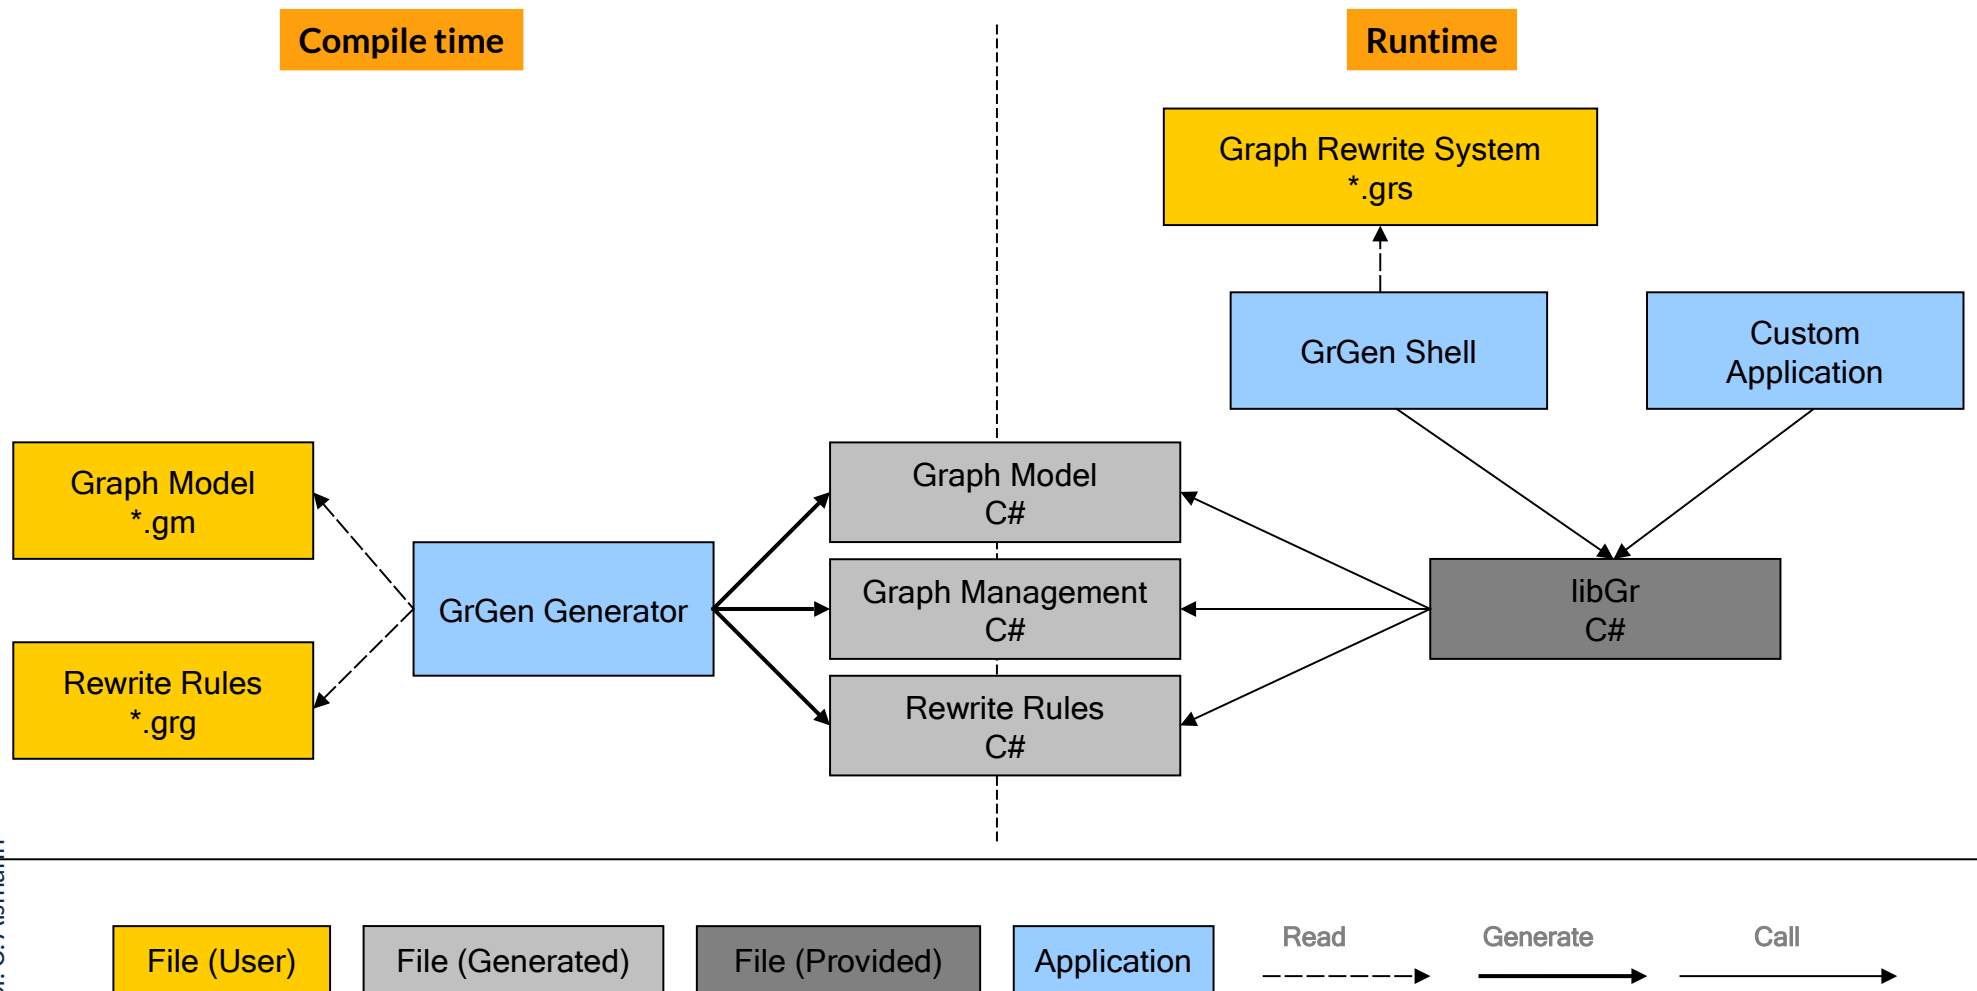 Compile time
Runtime
Graph Rewrite System
*.grs
GrGen Shell
Custom
Application
Graph Model
*.gm
Graph Model
C#
GrGen Generator
Graph Management
C#
libGr
C#
Rewrite Rules
*.grg
Rewrite Rules
C#
File (User)
File (Generated)
File (Provided)
Application
Read
Generate
Call